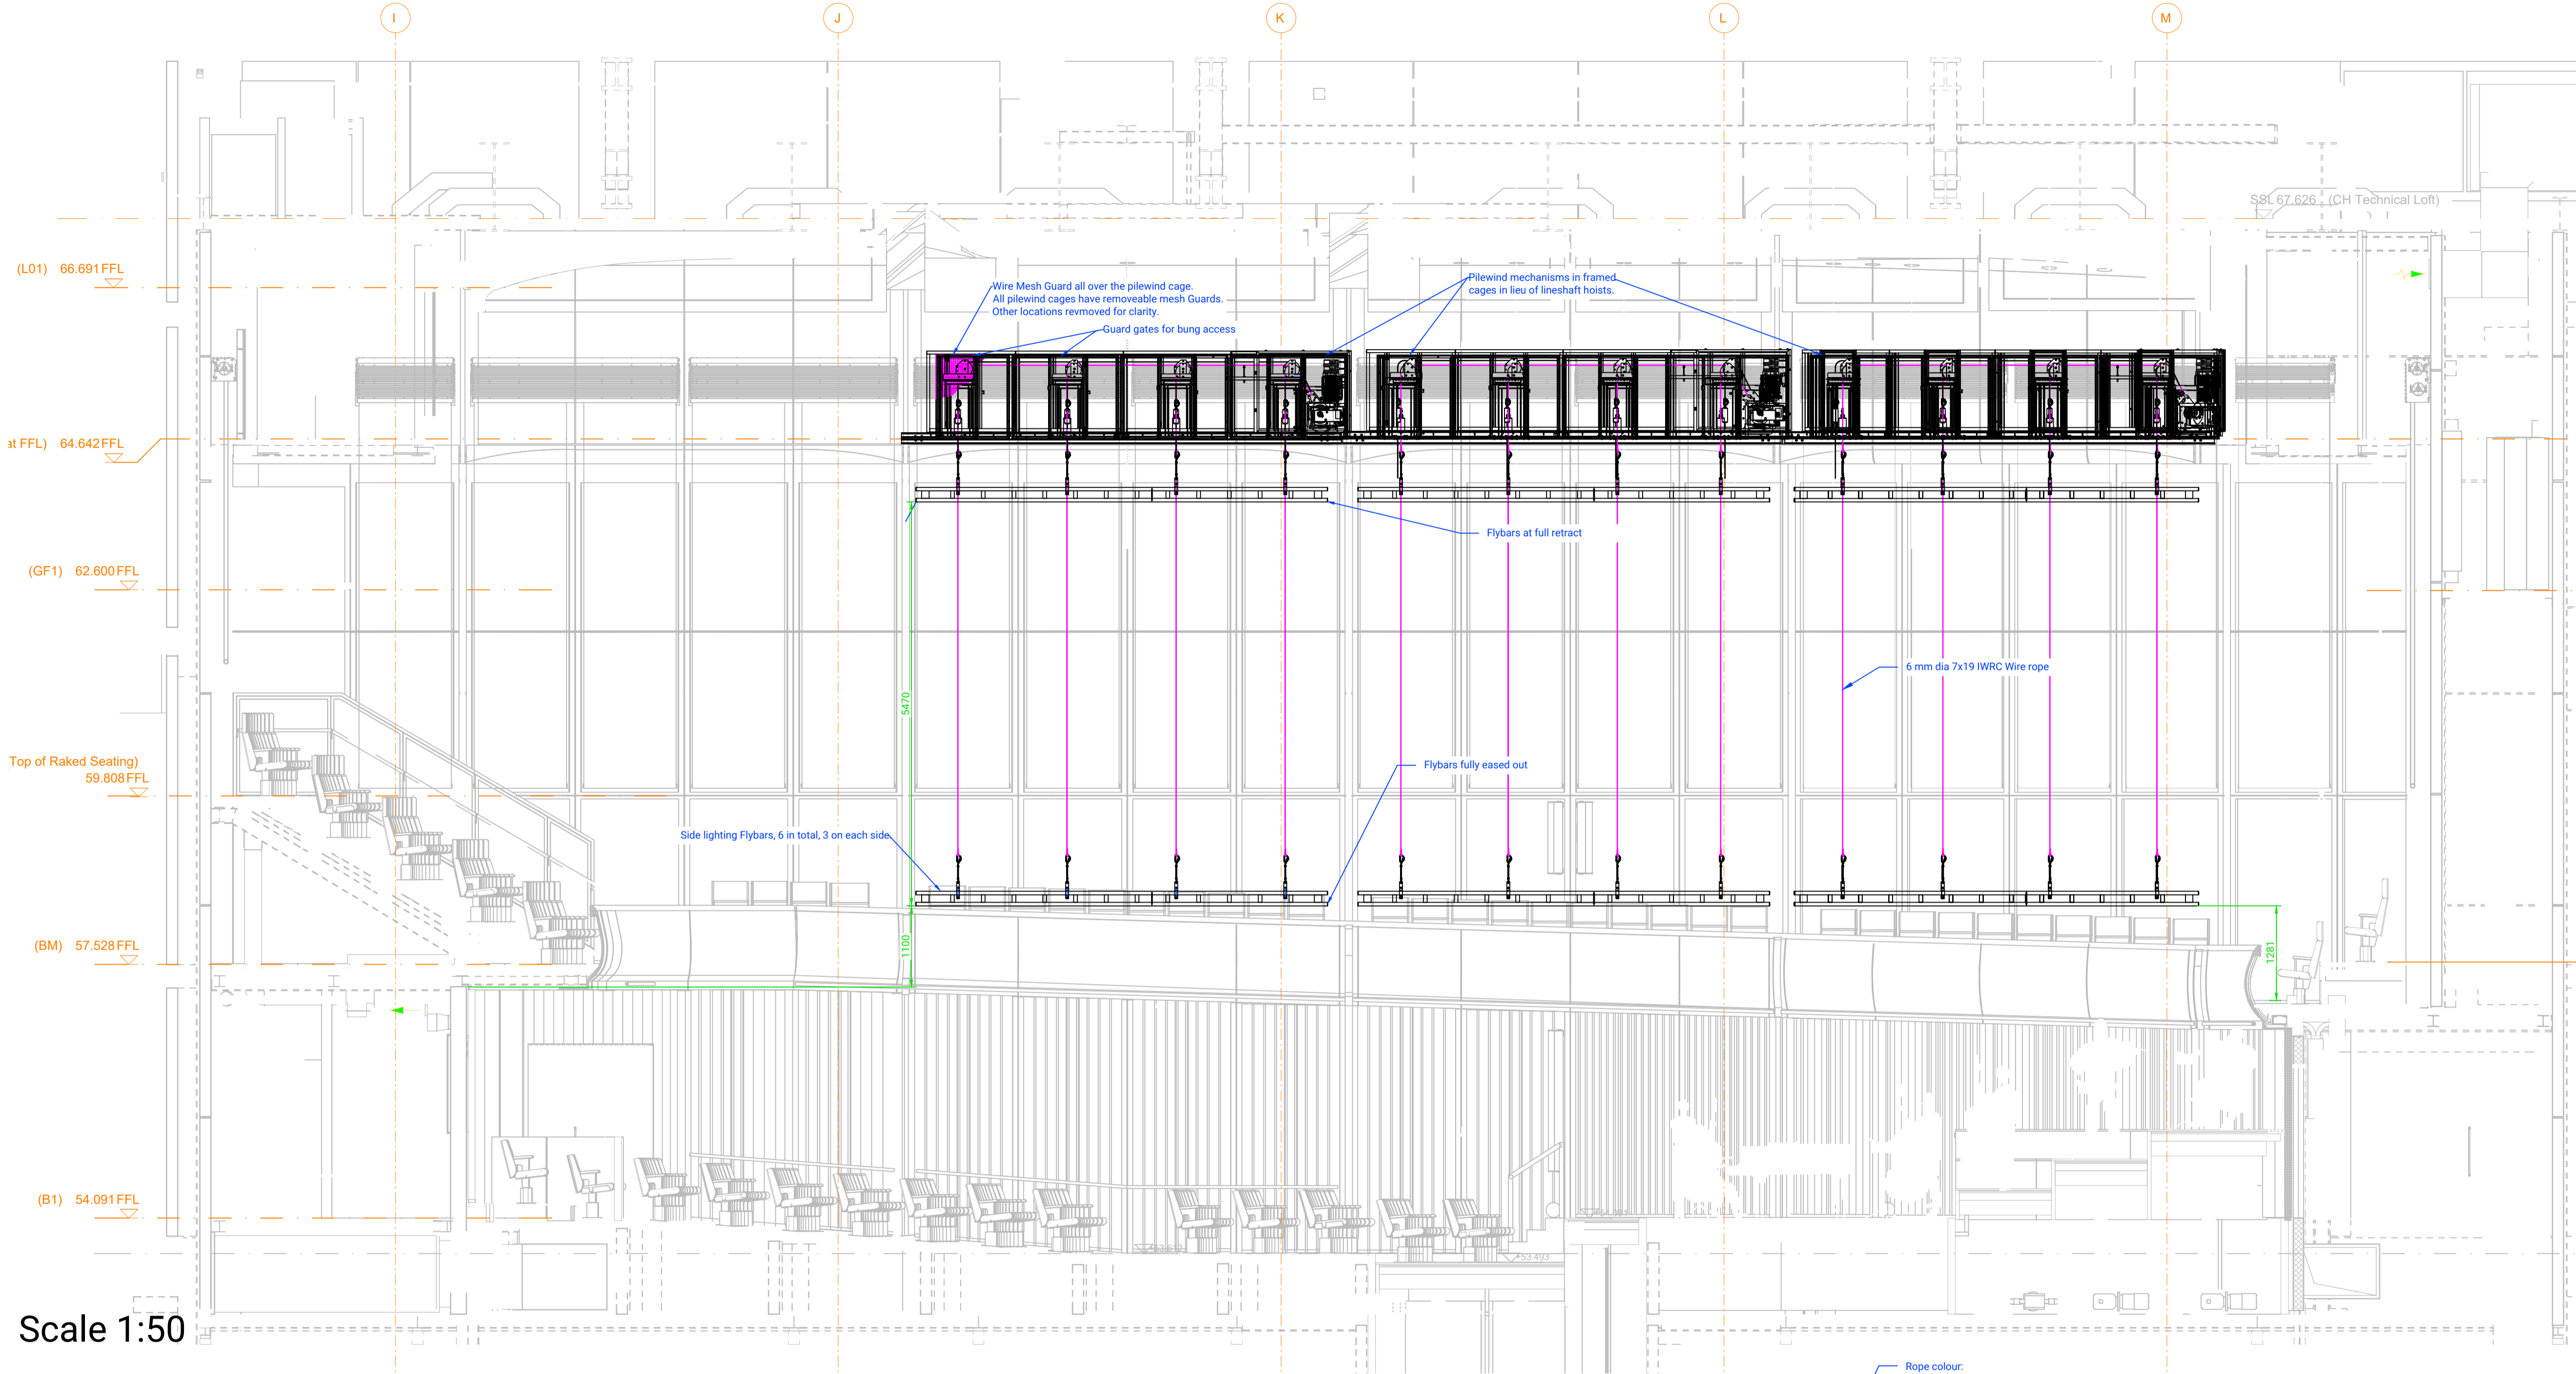 I
J
K
L
M
SSL 67.626 (CH Technical Loft)
(L01) 66.691 FFL
Wire Mesh Guard all over the pilewind cage.
All pilewind cages have removeable mesh Guards.
Other locations revmoved for clarity.
Guard gates for bung access
Pilewind mechanisms in framed
cages in lieu of lineshaft hoists.
at FFL) 64.642 FFL
Flybars at full retract
(GF1) 62.600 FFL
6 mm dia 7x19 IWRC Wire rope
5470
Top of Raked Seating)
59.808 FFL
Flybars fully eased out
Side lighting Flybars, 6 in total, 3 on each side
(BM) 57.528 FFL
1100
1281
(B1) 54.091 FFL
+53.493
Scale 1:50
Rope colour: